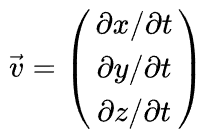 v⃗ = ( ∂x/∂t
∂y/∂t
∂z/∂t )